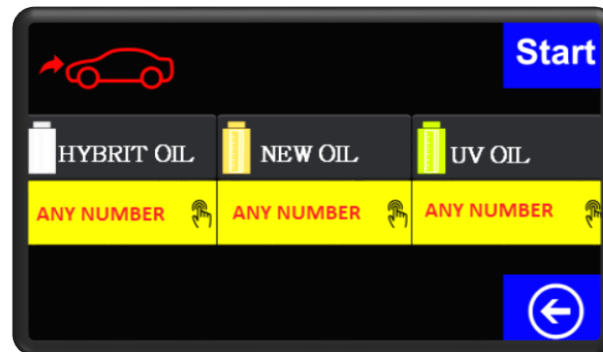 Start
HYBRIT OIL NEW OIL UV OIL
ANY NUMBER ANY NUMBER ANY NUMBER